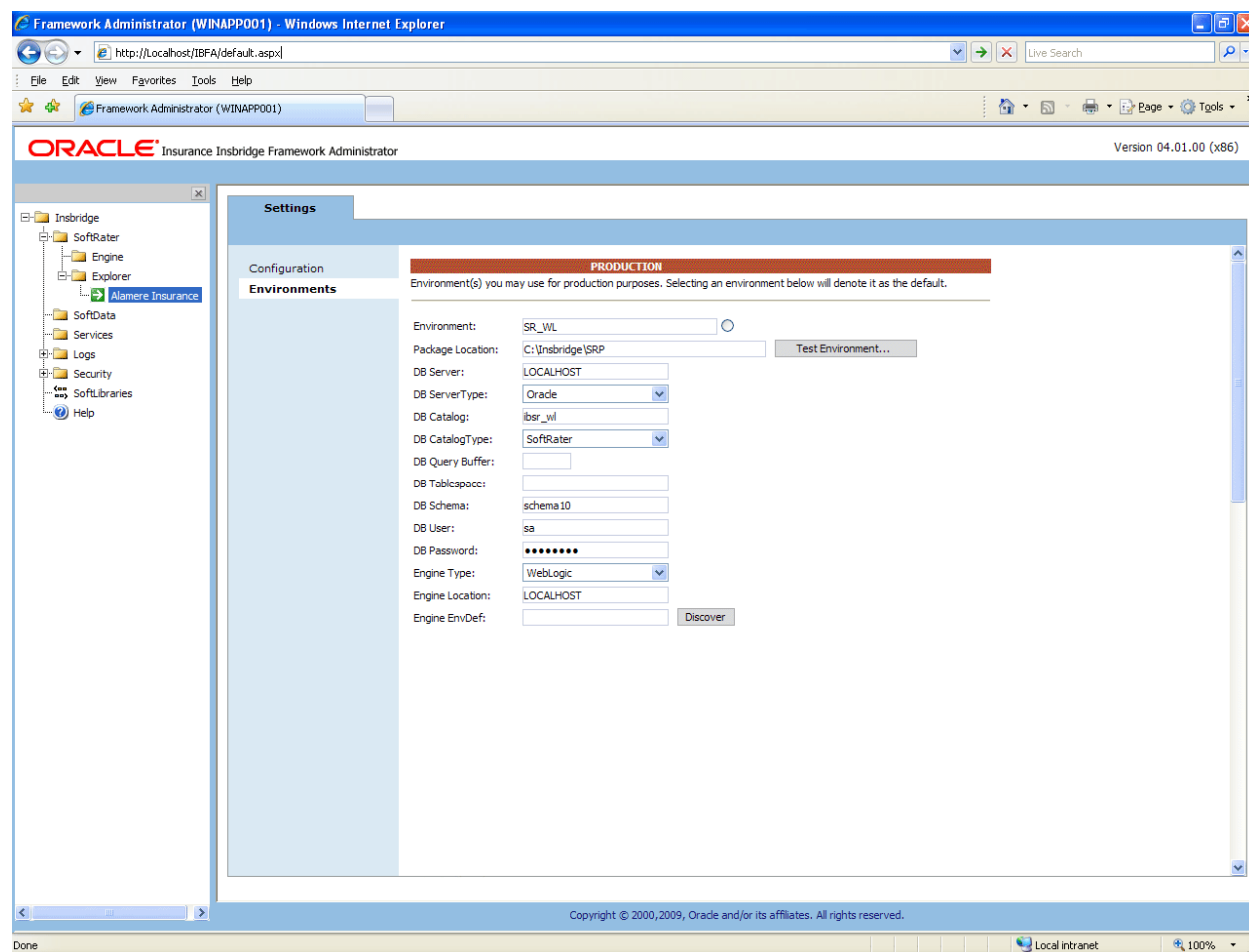 Framework Administrator (WINAPP001) - Windows Internet Explorer
http://Localhost/IBFA/default.aspx
Live Search
File Edit View Favorites Tools Help
Framework Administrator (WINAPP001)
Page Tools
ORACLE Insurance Insbridge Framework Administrator
Version 04.01.00 (x86)
Insbridge
SoftRater
Engine
Explorer
Alamere Insurance
SoftData
Services
Logs
Security
SoftLibraries
Help
Settings
Configuration
Environments
PRODUCTION
Environment(s) you may use for production purposes. Selecting an environment below will denote it as the default.
Environment: SR_WL
Package Location: C:\Insbridge\SRP Test Environment...
DB Server: LOCALHOST
DB ServerType: Oracle
DB Catalog: ibsr_wl
DB CatalogType: SoftRater
DB Query Buffer:
DB Tablespace:
DB Schema: schema10
DB User: sa
DB Password: ••••••••
Engine Type: WebLogic
Engine Location: LOCALHOST
Engine EnvDef: Discover
Copyright © 2000,2009, Oracle and/or its affiliates. All rights reserved.
Done
Local intranet
100%